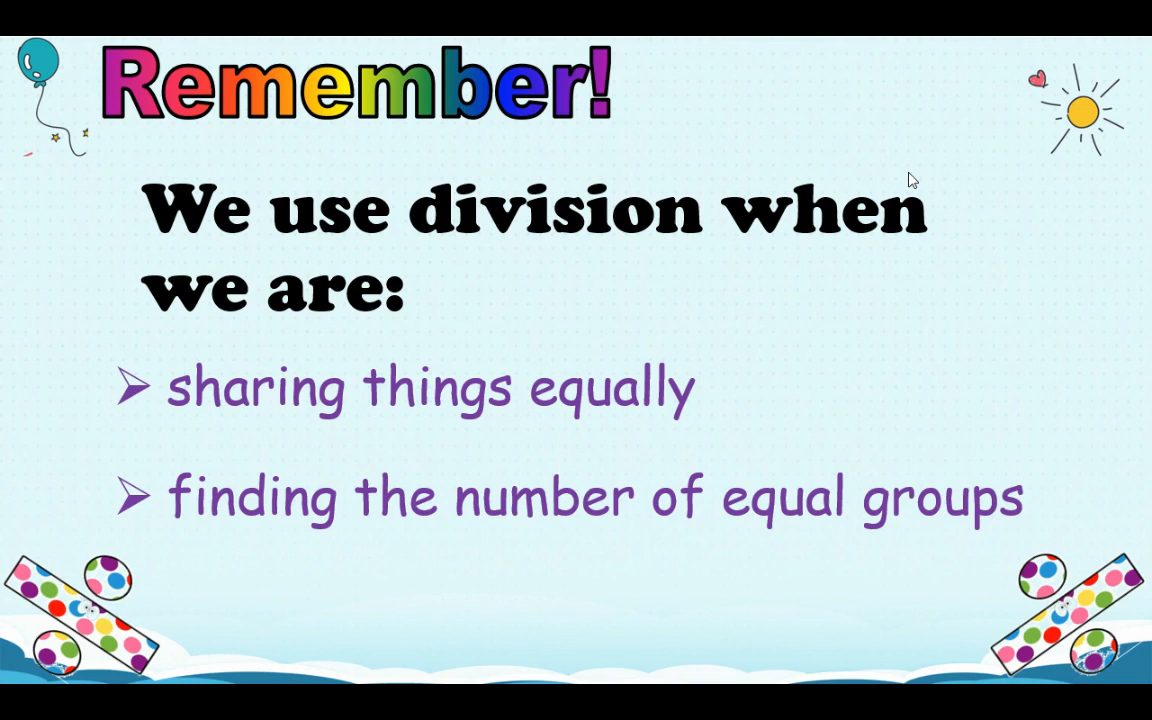 Remember!
We use division when
we are:
➢ sharing things equally
➢ finding the number of equal groups